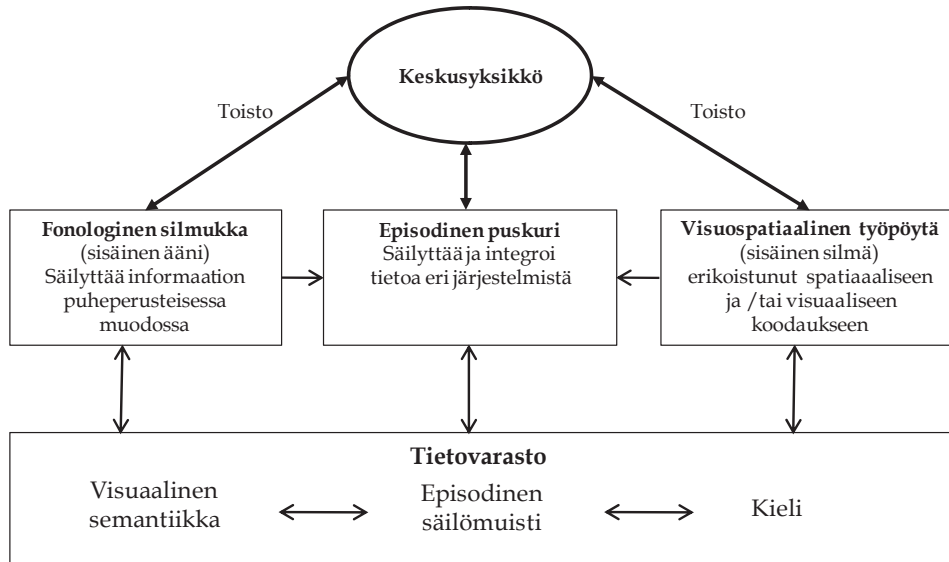 Keskusyksikkö
Toisto
Toisto
Fonologinen silmukka
(sisäinen ääni)
Säilyttää informaation
puheperusteisessa
muodossa
Episodinen puskuri
Säilyttää ja integroi
tietoa eri järjestelmistä
Visuospatiaalinen työpöytä
(sisäinen silmä)
erikoistunut spatiaaaliseen
ja /tai visuaaliseen
koodaukseen
Tietovarasto
Visuaalinen
semantiikka
Episodinen
säilömuisti
Kieli